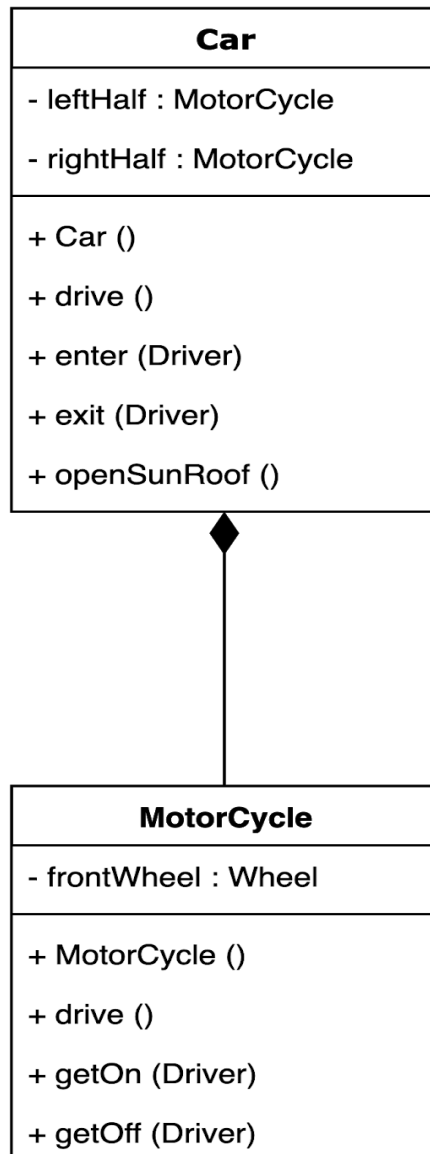 Car
- leftHalf : MotorCycle
- rightHalf : MotorCycle
+ Car ()
+ drive ()
+ enter (Driver)
+ exit (Driver)
+ openSunRoof ()
MotorCycle
- frontWheel : Wheel
+ MotorCycle ()
+ drive ()
+ getOn (Driver)
+ getOff (Driver)